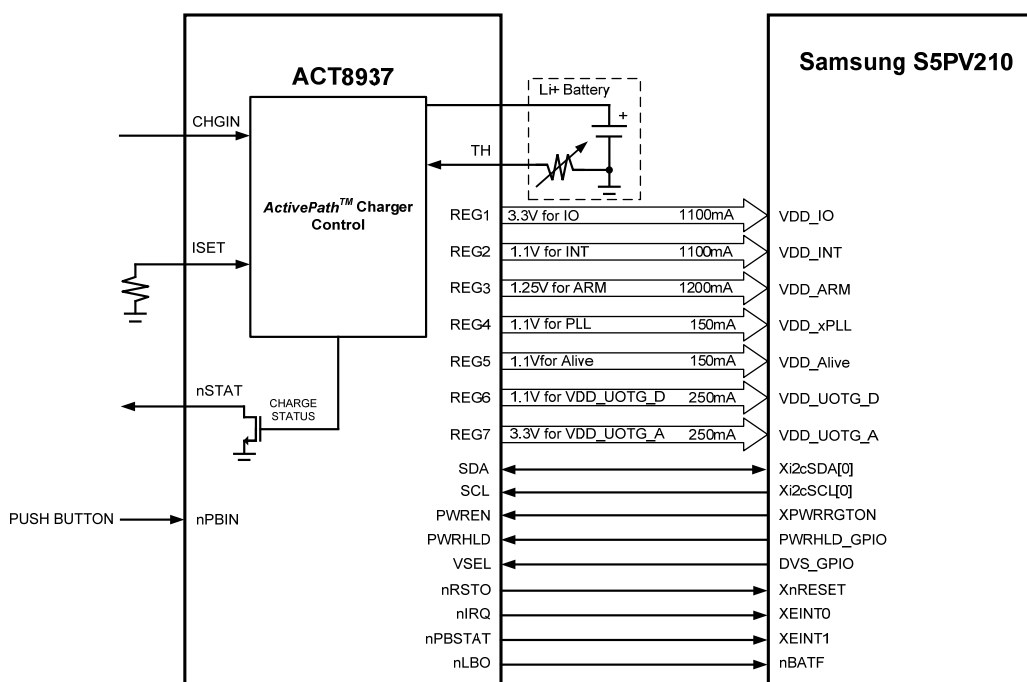 ACT8937
Samsung S5PV210
Li+ Battery
+
CHGIN
TH
ActivePath™ Charger
Control
ISET
REG1 3.3V for IO 1100mA VDD_IO
REG2 1.1V for INT 1100mA VDD_INT
REG3 1.25V for ARM 1200mA VDD_ARM
REG4 1.1V for PLL 150mA VDD_xPLL
REG5 1.1Vfor Alive 150mA VDD_Alive
REG6 1.1V for VDD_UOTG_D 250mA VDD_UOTG_D
REG7 3.3V for VDD_UOTG_A 250mA VDD_UOTG_A
nSTAT
CHARGE
STATUS
SDA Xi2cSDA[0]
SCL Xi2cSCL[0]
PUSH BUTTON nPBIN
PWREN XPWRRGTON
PWRHLD PWRHLD_GPIO
VSEL DVS_GPIO
nRSTO XnRESET
nIRQ XEINT0
nPBSTAT XEINT1
nLBO nBATF